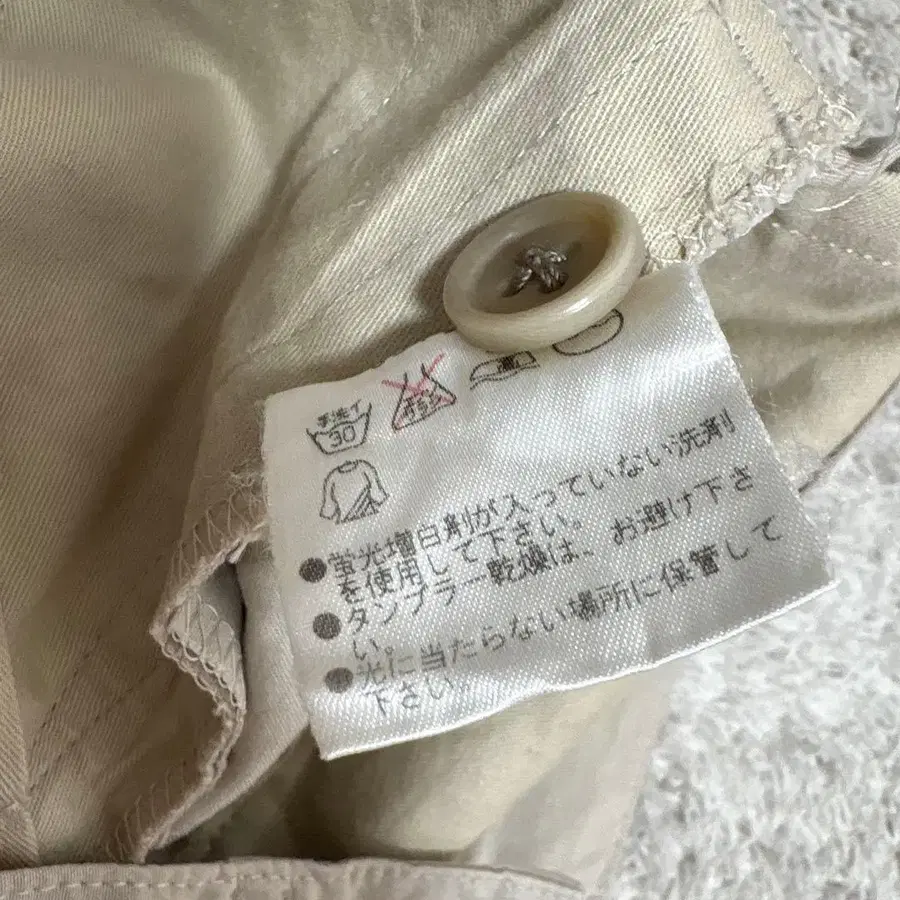 手洗イ
30
●蛍光増白剤が入っていない洗剤
を使用して下さい。
●タンブラー乾燥は、お避け下さ
い。
●光に当たらない場所に保管して
下さい。